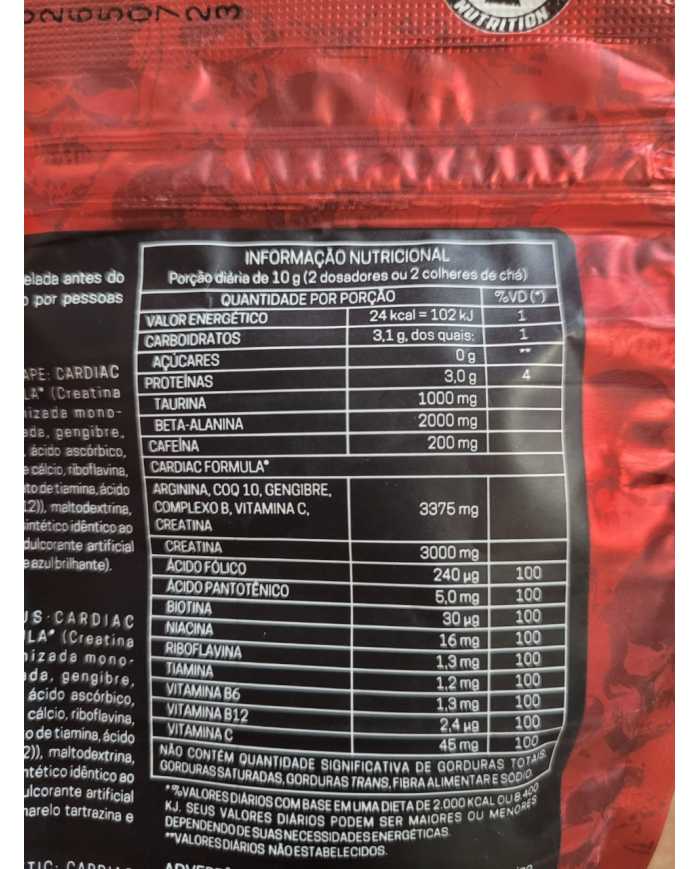 NUTRITION
elada antes do
por pessoas
APE: CARDIAC
LA* (Creatina
nizada mono-
ada, gengibre,
ácido ascórbico,
e cálcio, riboflavina,
to de tiamina, ácido
12)), maltodextrina,
intético idêntico ao
dulcorante artificial
e azul brilhante).
US: CARDIAC
LA* (Creatina
nizada mono-
ada, gengibre,
ácido ascórbico,
cálcio, riboflavina,
o de tiamina, ácido
2)), maltodextrina,
ntético idêntico ao
ulcorante artificial
marelo tartrazina e
INFORMAÇÃO NUTRICIONAL
Porção diária de 10 g (2 dosadores ou 2 colheres de chá)
QUANTIDADE POR PORÇÃO %VD (*)
VALOR ENERGÉTICO 24 kcal = 102 kJ 1
CARBOIDRATOS 3,1 g, dos quais: 1
AÇÚCARES 0 g **
PROTEÍNAS 3,0 g 4
TAURINA 1000 mg
BETA-ALANINA 2000 mg
CAFEÍNA 200 mg
CARDIAC FORMULA*
ARGININA, COQ 10, GENGIBRE,
COMPLEXO B, VITAMINA C, 3375 mg
CREATINA
CREATINA 3000 mg
ÁCIDO FÓLICO 240 µg 100
ÁCIDO PANTOTÊNICO 5,0 mg 100
BIOTINA 30 µg 100
NIACINA 16 mg 100
RIBOFLAVINA 1,3 mg 100
TIAMINA 1,2 mg 100
VITAMINA B6 1,3 mg 100
VITAMINA B12 2,4 µg 100
VITAMINA C 45 mg 100
NÃO CONTÉM QUANTIDADE SIGNIFICATIVA DE GORDURAS TOTAIS,
GORDURAS SATURADAS, GORDURAS TRANS, FIBRA ALIMENTAR E SÓDIO.
*%VALORES DIÁRIOS COM BASE EM UMA DIETA DE 2.000 KCAL OU 8.400
KJ. SEUS VALORES DIÁRIOS PODEM SER MAIORES OU MENORES
DEPENDENDO DE SUAS NECESSIDADES ENERGÉTICAS.
**VALORES DIÁRIOS NÃO ESTABELECIDOS.